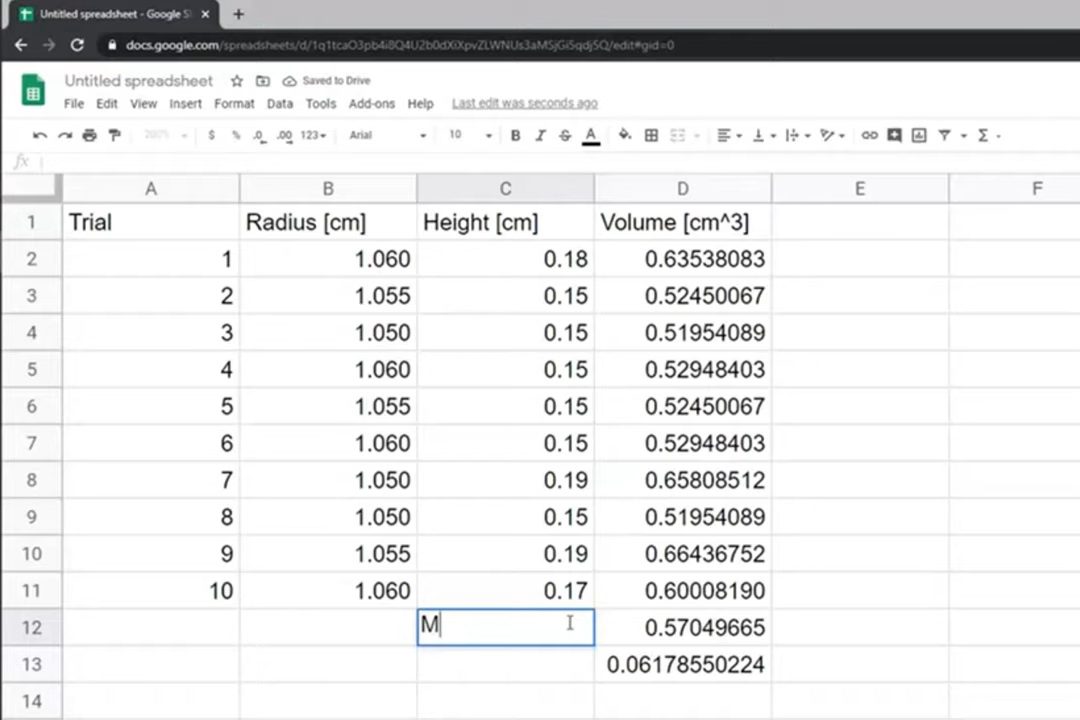 Untitled spreadsheet - Google S
docs.google.com/spreadsheets/d/1q1tcaO3pb4i8Q4U2b0dXiXpvZLWNUs3aMSjGi5qdj5Q/edit#gid=0
Untitled spreadsheet Saved to Drive
File Edit View Insert Format Data Tools Add-ons Help Last edit was seconds ago
200% $ % .0 .00 123 Arial 10 B I S A Σ
fx
A B C D E F
1 Trial Radius [cm] Height [cm] Volume [cm^3]
2 1 1.060 0.18 0.63538083
3 2 1.055 0.15 0.52450067
4 3 1.050 0.15 0.51954089
5 4 1.060 0.15 0.52948403
6 5 1.055 0.15 0.52450067
7 6 1.060 0.15 0.52948403
8 7 1.050 0.19 0.65808512
9 8 1.050 0.15 0.51954089
10 9 1.055 0.19 0.66436752
11 10 1.060 0.17 0.60008190
12 M 0.57049665
13 0.06178550224
14